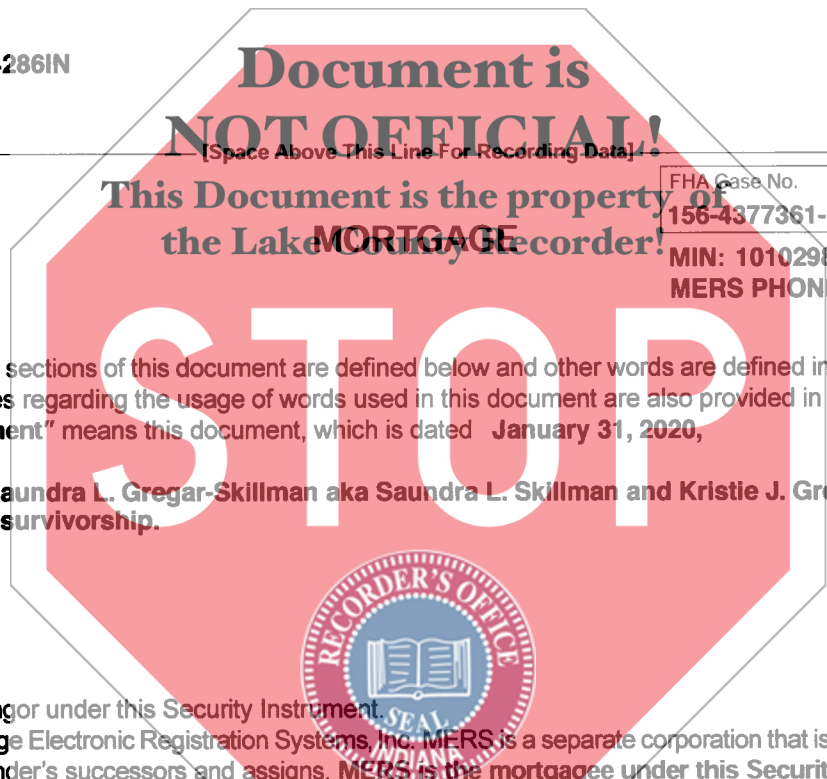 286IN
Document is
NOT OFFICIAL!
[Space Above This Line For Recording Data]
This Document is the property of
the Lake County Recorder!
FHA Case No.
156-4377361-
MORTGAGE
MIN: 1010298
MERS PHON
STOP
sections of this document are defined below and other words are defined in
regarding the usage of words used in this document are also provided in
ent" means this document, which is dated January 31, 2020,
aundra L. Gregar-Skillman aka Saundra L. Skillman and Kristie J. Gre
survivorship.
RECORDER'S OFFICE
SEAL
INDIANA
gor under this Security Instrument.
ge Electronic Registration Systems, Inc. MERS is a separate corporation that is
nder's successors and assigns. MERS is the mortgagee under this Securit